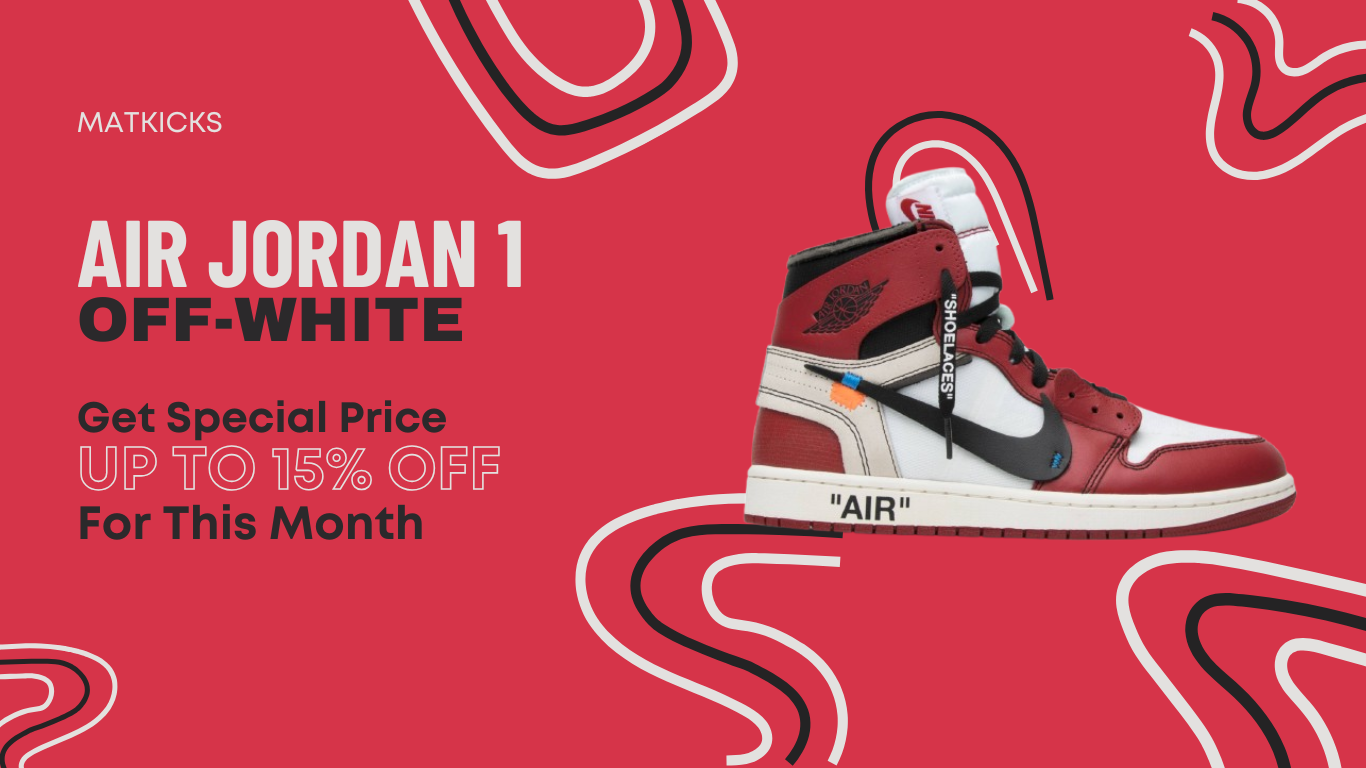 MATKICKS
AIR JORDAN 1
OFF-WHITE
Get Special Price
UP TO 15% OFF
For This Month
"SHOELACES"
"AIR"